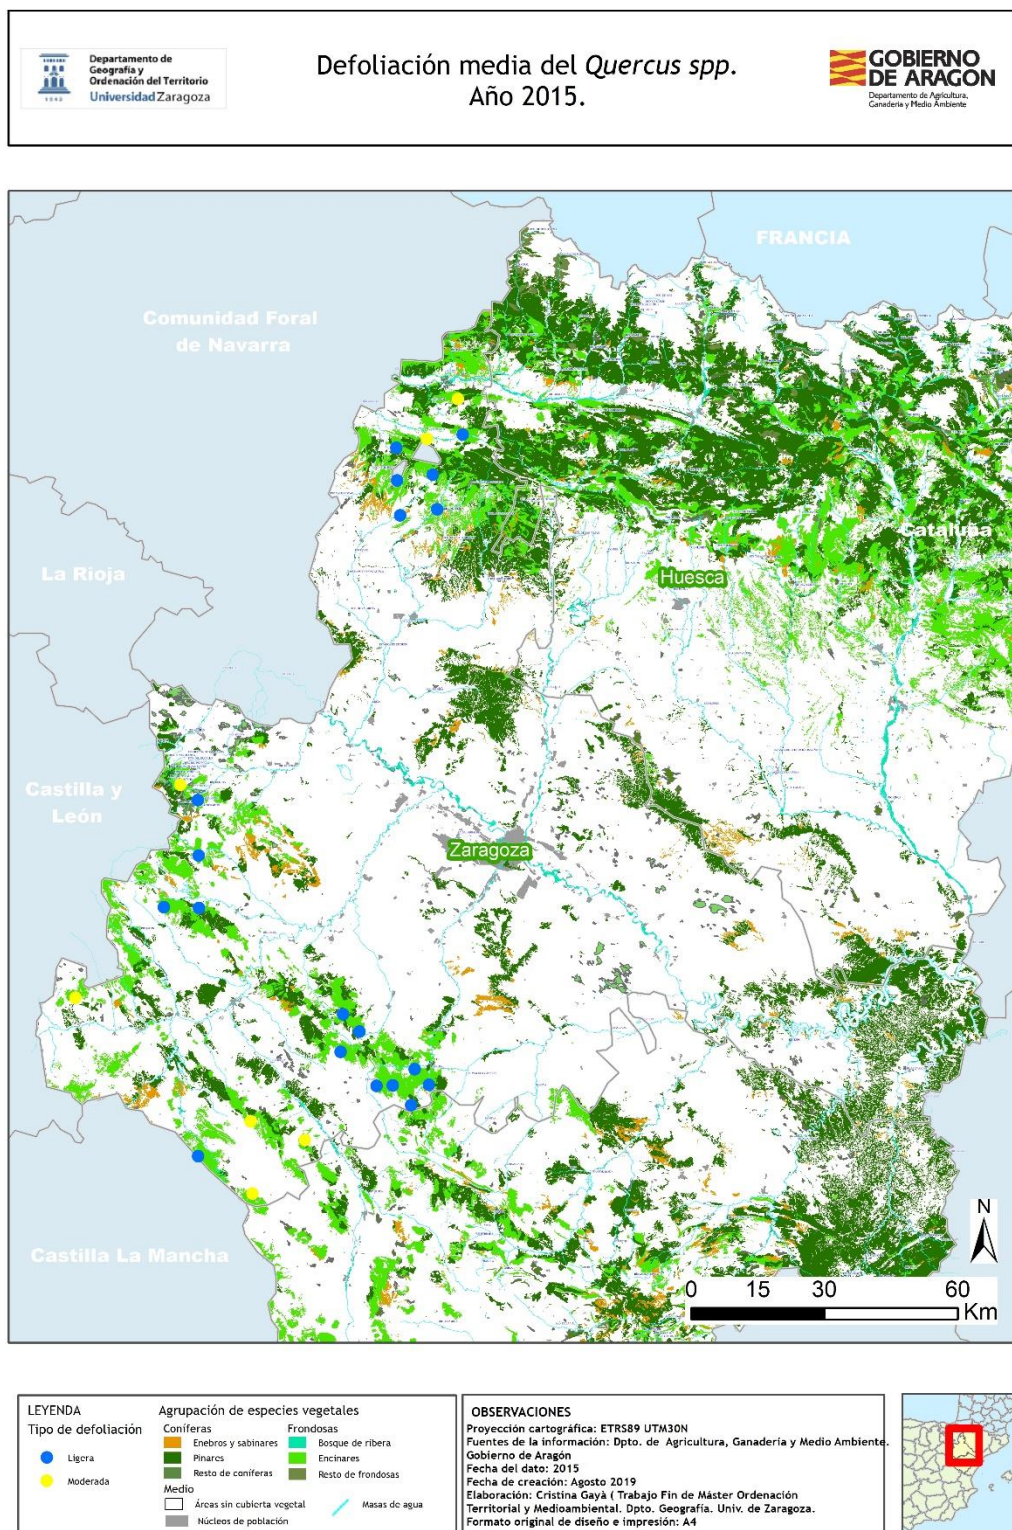 Departamento de
Geografía y
Ordenación del Territorio
Universidad Zaragoza
1542
Defoliación media del Quercus spp.
Año 2015.
GOBIERNO
DE ARAGON
Departamento de Agricultura,
Ganadería y Medio Ambiente
FRANCIA
Comunidad Foral
de Navarra
Cataluña
La Rioja
Huesca
Castilla y
León
Zaragoza
Castilla La Mancha
N
0 15 30 60
Km
LEYENDA
Tipo de defoliación
Ligera
Moderada
Agrupación de especies vegetales
Coníferas
Enebros y sabinares
Pinares
Resto de coníferas
Frondosas
Bosque de ribera
Encinares
Resto de frondosas
Medio
Áreas sin cubierta vegetal
Masas de agua
Núcleos de población
OBSERVACIONES
Proyección cartográfica: ETRS89 UTM30N
Fuentes de la información: Dpto. de Agricultura, Ganadería y Medio Ambiente.
Gobierno de Aragón
Fecha del dato: 2015
Fecha de creación: Agosto 2019
Elaboración: Cristina Gayà ( Trabajo Fin de Máster Ordenación
Territorial y Medioambiental. Dpto. Geografía. Univ. de Zaragoza.
Formato original de diseño e impresión: A4